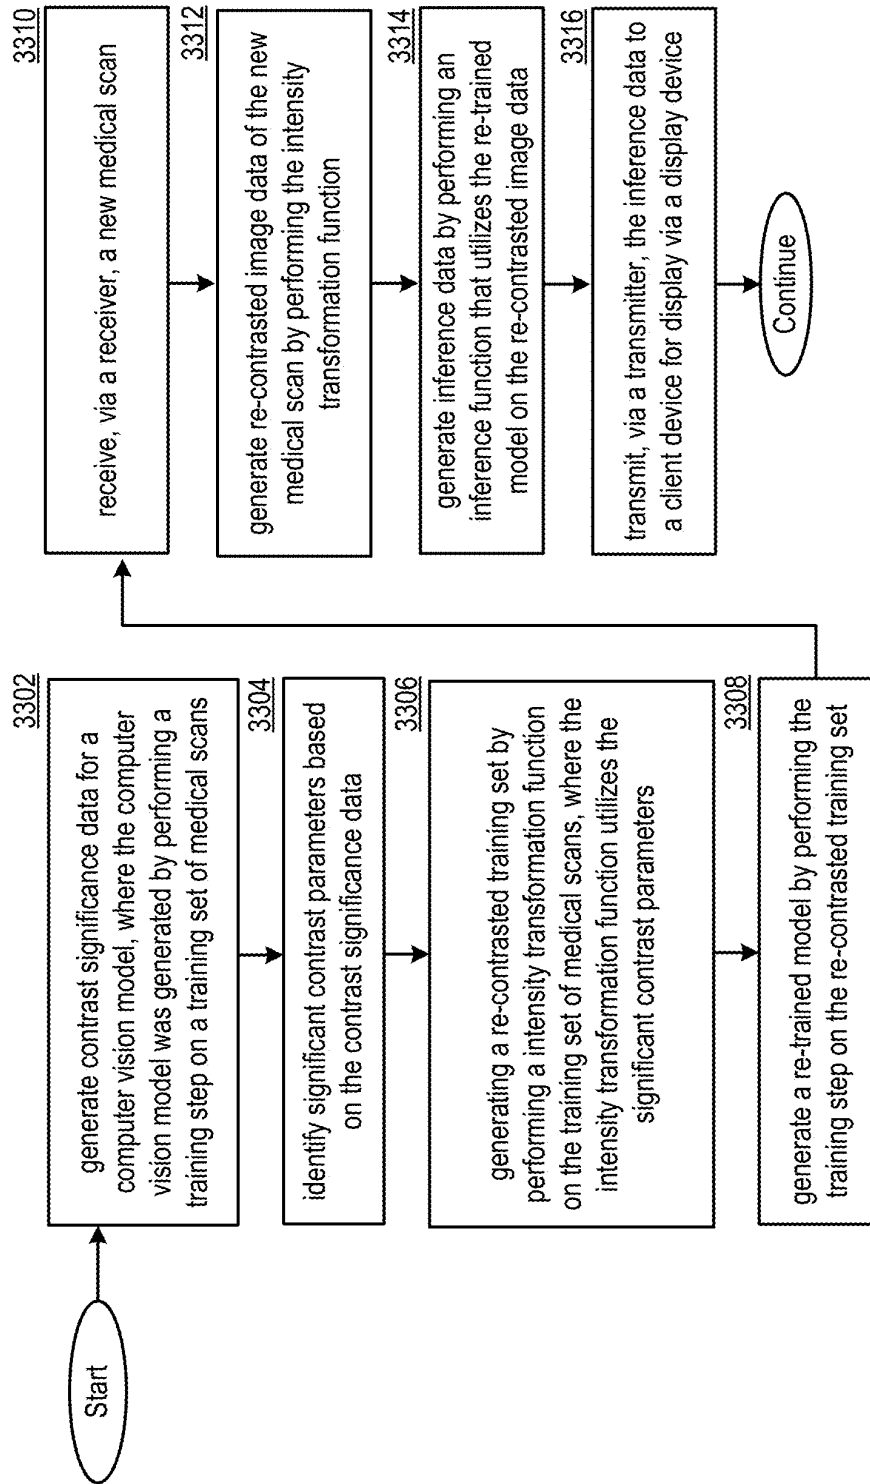 Start
3302
generate contrast significance data for a
computer vision model, where the computer
vision model was generated by performing a
training step on a training set of medical scans
3304
identify significant contrast parameters based
on the contrast significance data
3306
generating a re-contrasted training set by
performing a intensity transformation function
on the training set of medical scans, where the
intensity transformation function utilizes the
significant contrast parameters
3308
generate a re-trained model by performing the
training step on the re-contrasted training set
3310
receive, via a receiver, a new medical scan
3312
generate re-contrasted image data of the new
medical scan by performing the intensity
transformation function
3314
generate inference data by performing an
inference function that utilizes the re-trained
model on the re-contrasted image data
3316
transmit, via a transmitter, the inference data to
a client device for display via a display device
Continue